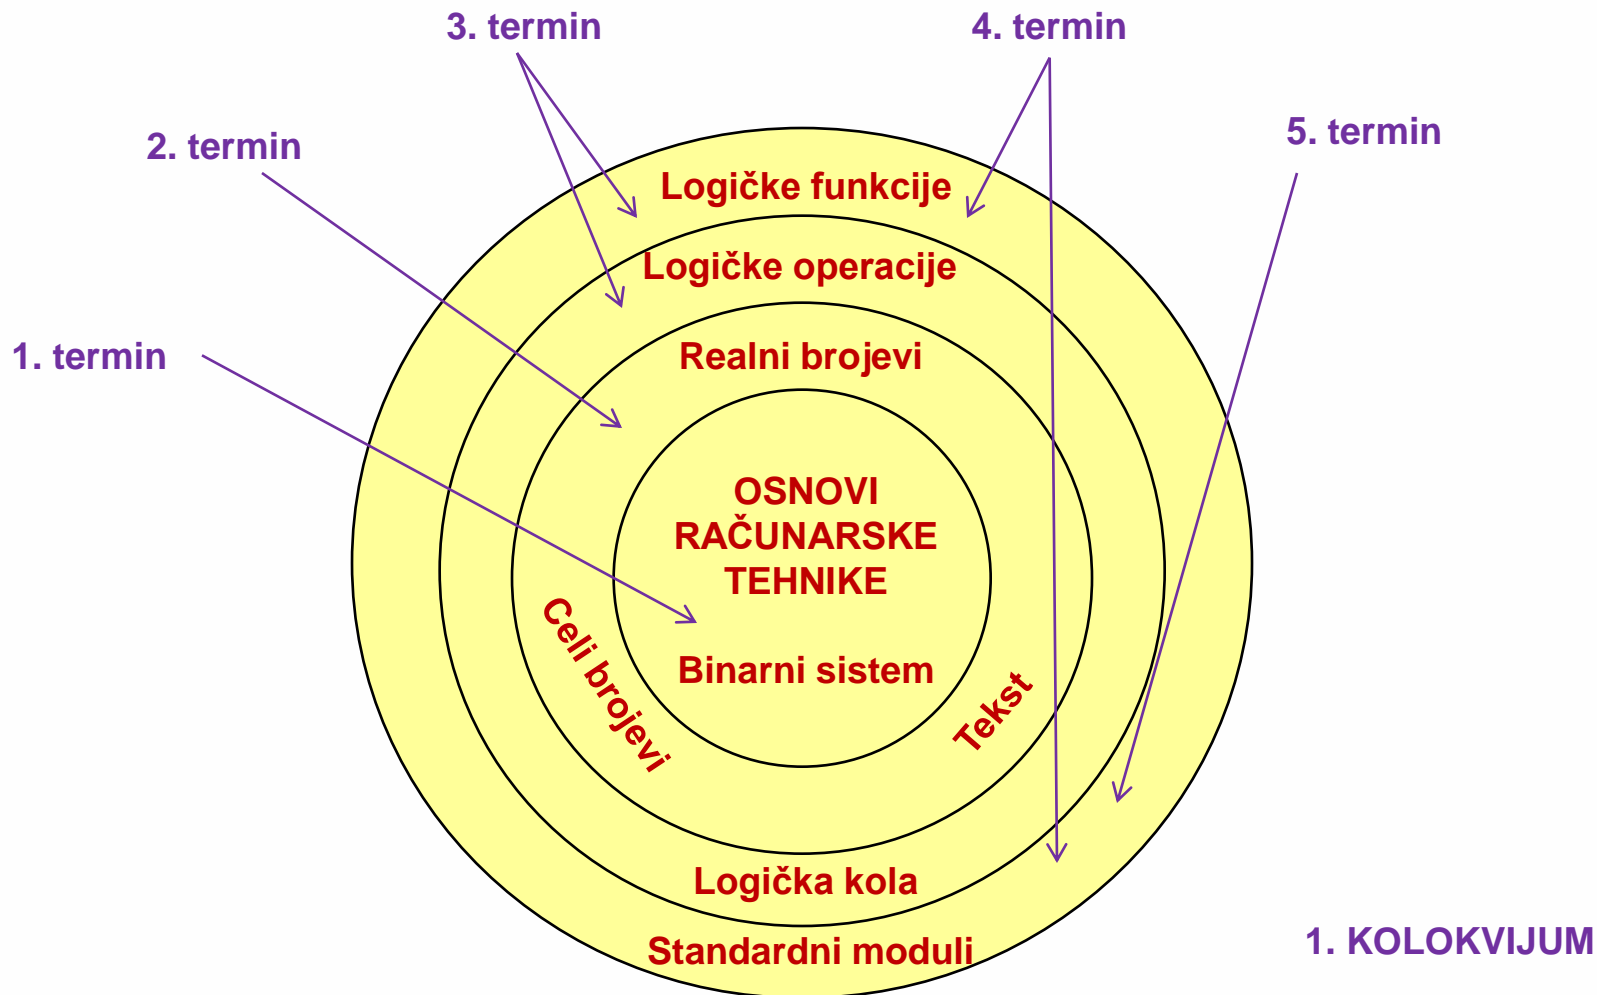 3. termin
4. termin
5. termin
2. termin
Logičke funkcije
Logičke operacije
1. termin
Realni brojevi
OSNOVI
RAČUNARSKE
TEHNIKE
Celi brojevi
Binarni sistem
Tekst
Logička kola
1. KOLOKVIJUM
Standardni moduli